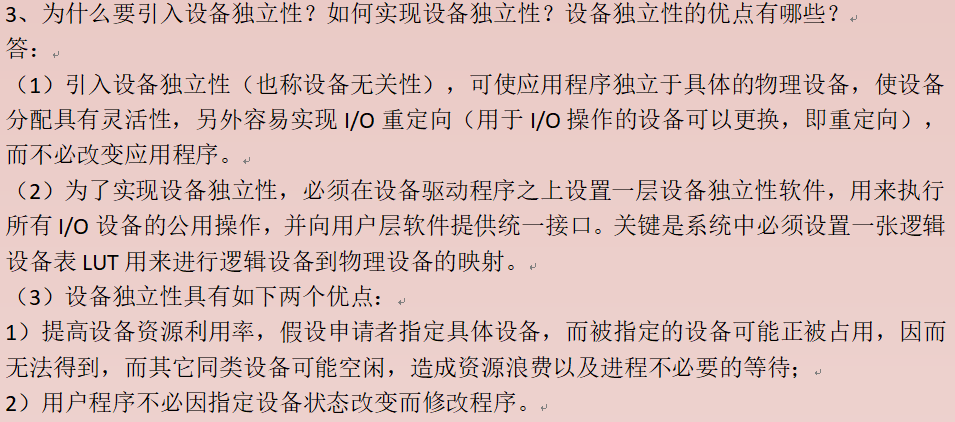 3、为什么要引入设备独立性？如何实现设备独立性？设备独立性的优点有哪些？
答：
（1）引入设备独立性（也称设备无关性），可使应用程序独立于具体的物理设备，使设备
分配具有灵活性，另外容易实现 I/O 重定向（用于 I/O 操作的设备可以更换，即重定向），
而不必改变应用程序。
（2）为了实现设备独立性，必须在设备驱动程序之上设置一层设备独立性软件，用来执行
所有 I/O 设备的公用操作，并向用户层软件提供统一接口。关键是系统中必须设置一张逻辑
设备表 LUT 用来进行逻辑设备到物理设备的映射。
（3）设备独立性具有如下两个优点：
1）提高设备资源利用率，假设申请者指定具体设备，而被指定的设备可能正被占用，因而
无法得到，而其它同类设备可能空闲，造成资源浪费以及进程不必要的等待；
2）用户程序不必因指定设备状态改变而修改程序。